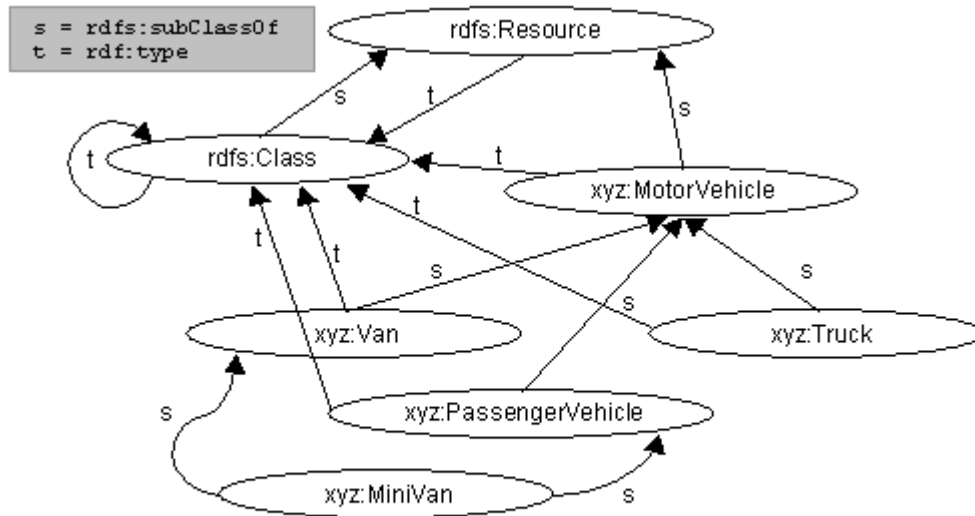 s = rdfs:subClassOf
t = rdf:type
rdfs:Resource
s
t
s
t
rdfs:Class
t
xyz:MotorVehicle
t
t
t
s
s
s
xyz:Van
xyz:Truck
s
xyz:PassengerVehicle
xyz:MiniVan
s